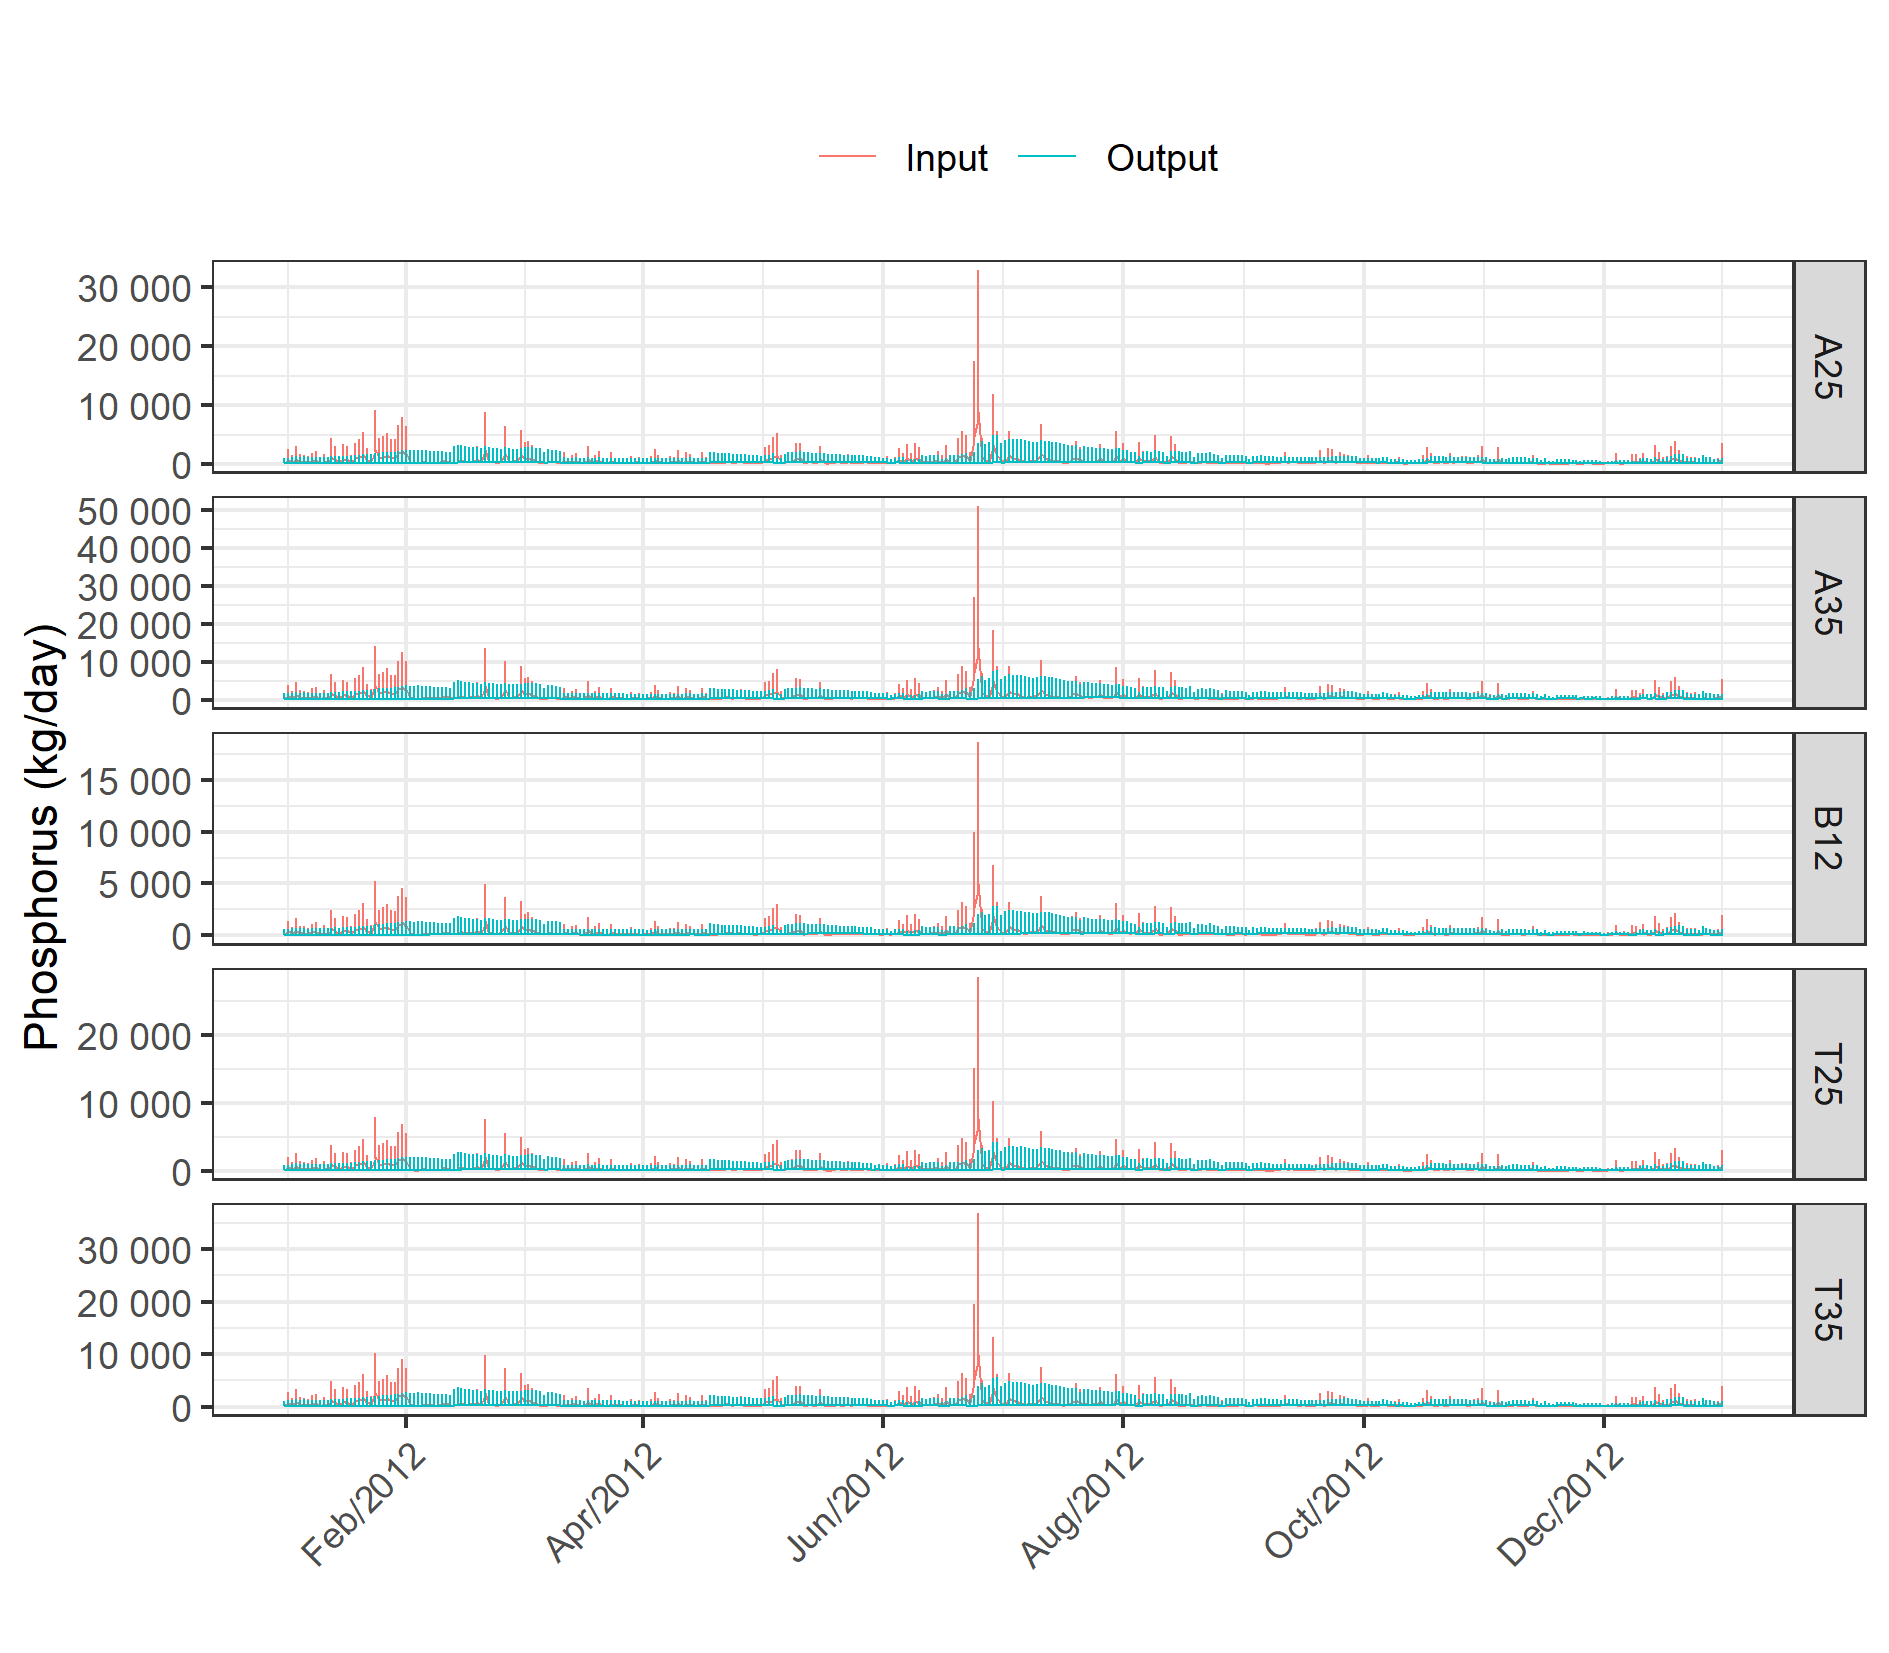 Input Output
30 000
20 000
10 000
0
A25
50 000
40 000
30 000
20 000
10 000
0
A35
15 000
10 000
5 000
0
B12
20 000
10 000
0
T25
30 000
20 000
10 000
0
T35
Phosphorus (kg/day)
Feb/2012 Apr/2012 Jun/2012 Aug/2012 Oct/2012 Dec/2012